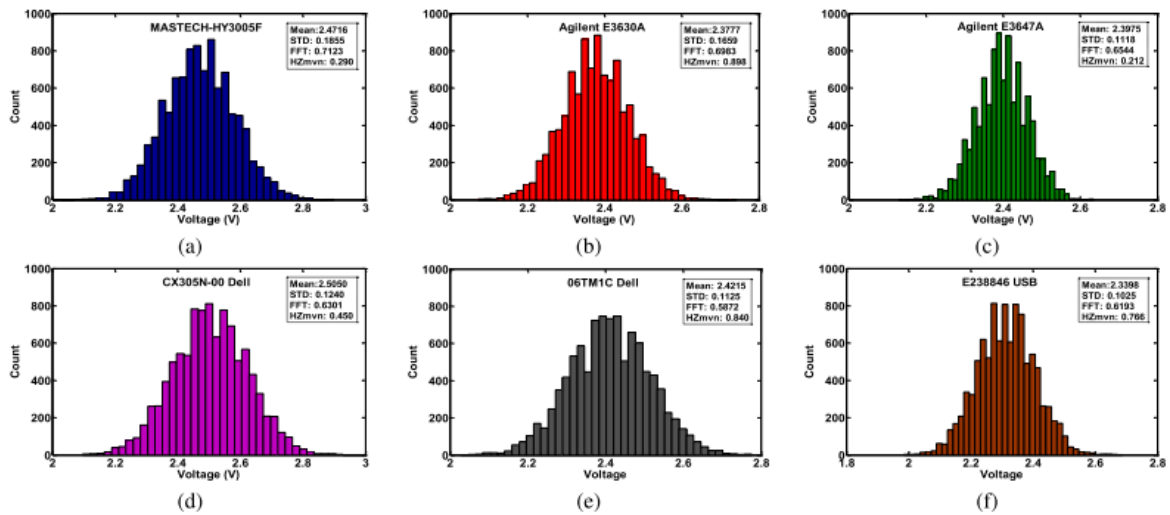 MASTECH-HY3005F
Mean:2.4716
STD: 0.1855
FFT: 0.7123
HZmvn: 0.290
1000
800
600
400
200
0
Count
2 2.2 2.4 2.6 2.8 3
Voltage (V)
(a)
Agilent E3630A
Mean: 2.3777
STD: 0.1659
FFT: 0.6983
HZmvn: 0.898
1000
800
600
400
200
0
Count
2 2.2 2.4 2.6 2.8
Voltage (V)
(b)
Agilent E3647A
Mean: 2.3975
STD: 0.1118
FFT: 0.6544
HZmvn: 0.212
1000
800
600
400
200
0
Count
2 2.2 2.4 2.6 2.8
Voltage (V)
(c)
CX305N-00 Dell
Mean:2.5050
STD: 0.1240
FFT: 0.6301
HZmvn: 0.450
1000
800
600
400
200
0
Count
2 2.2 2.4 2.6 2.8 3
Voltage (V)
(d)
06TM1C Dell
Mean: 2.4215
STD: 0.1125
FFT: 0.5872
HZmvn: 0.840
1000
800
600
400
200
0
Count
2 2.2 2.4 2.6 2.8
Voltage
(e)
E238846 USB
Mean: 2.3398
STD: 0.1025
FFT: 0.6193
HZmvn: 0.766
1000
800
600
400
200
0
Count
1.8 2 2.2 2.4 2.6 2.8
Voltage
(f)